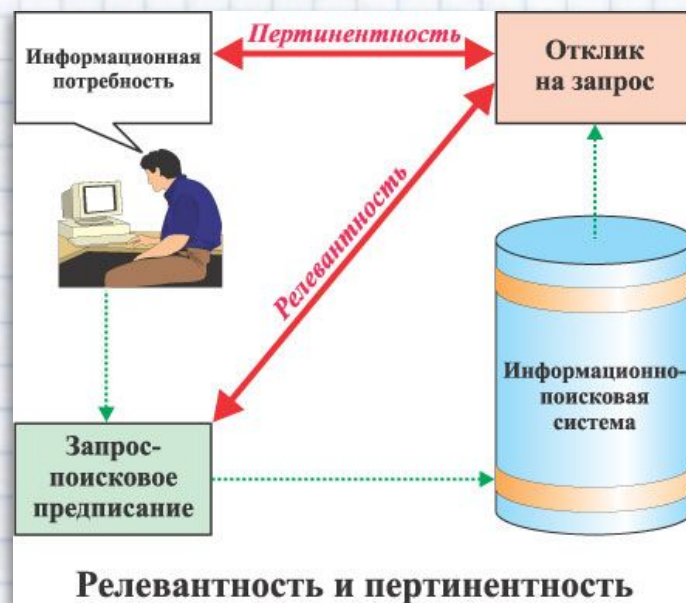 Пертинентность
Информационная
потребность
Отклик
на запрос
Релевантность
Информационно-
поисковая
система
Запрос-
поисковое
предписание
Релевантность и пертинентность